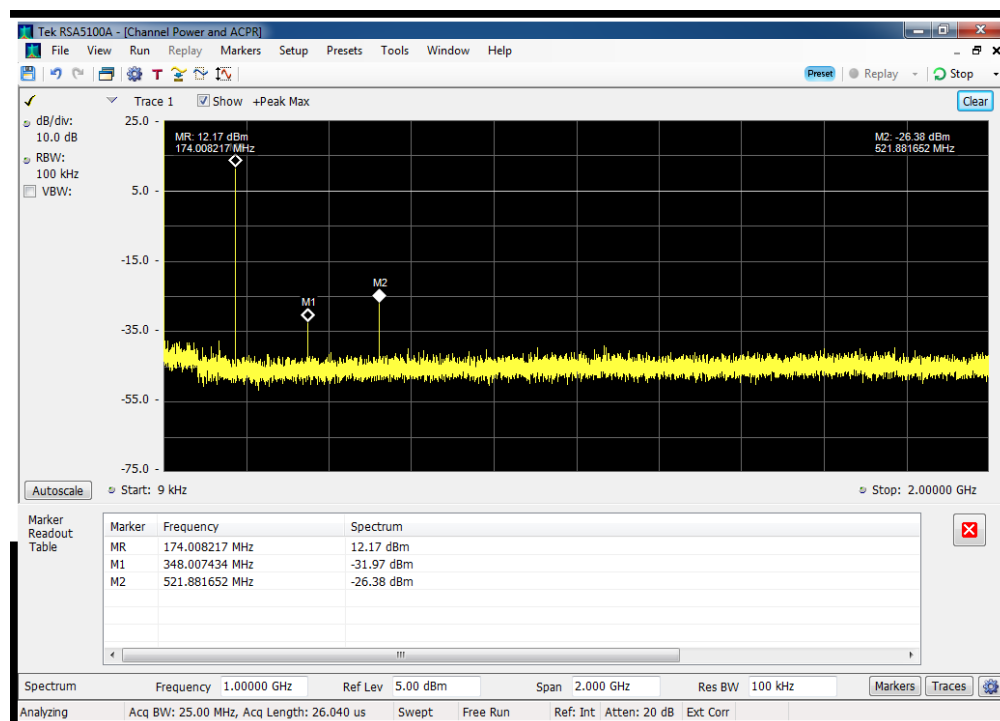 Tek RSA5100A - [Channel Power and ACPR]
File View Run Replay Markers Setup Presets Tools Window Help
Preset Replay Stop
Trace 1 Show +Peak Max Clear
dB/div:
10.0 dB
RBW:
100 kHz
VBW:
25.0
5.0
-15.0
-35.0
-55.0
-75.0
MR: 12.17 dBm
174.008217 MHz
M2: -26.38 dBm
521.881652 MHz
M1
M2
Autoscale Start: 9 kHz Stop: 2.00000 GHz
Marker
Readout
Table
Marker Frequency Spectrum
MR 174.008217 MHz 12.17 dBm
M1 348.007434 MHz -31.97 dBm
M2 521.881652 MHz -26.38 dBm
Spectrum Frequency 1.00000 GHz Ref Lev 5.00 dBm Span 2.000 GHz Res BW 100 kHz Markers Traces
Analyzing Acq BW: 25.00 MHz, Acq Length: 26.040 us Swept Free Run Ref: Int Atten: 20 dB Ext Corr